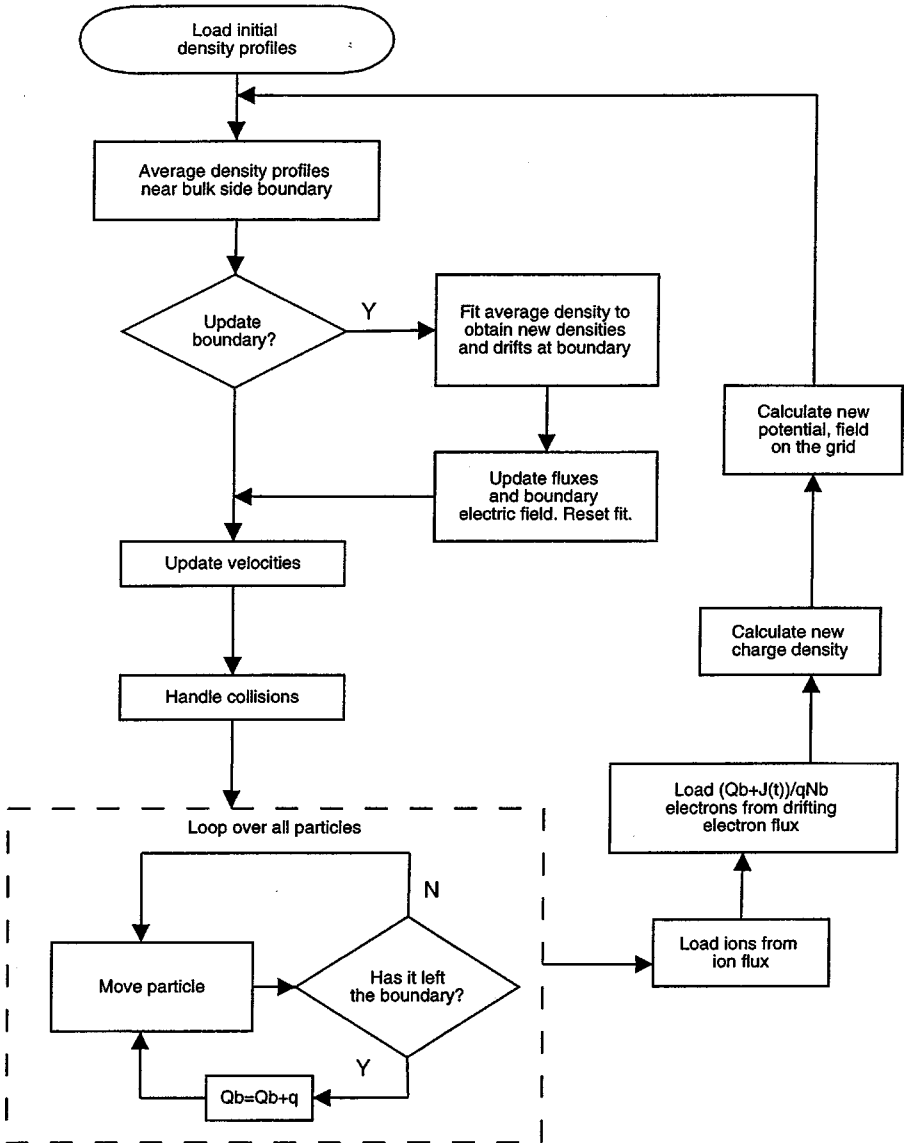 Load initial
density profiles
Average density profiles
near bulk side boundary
Update
boundary?
Y
Fit average density to
obtain new densities
and drifts at boundary
Update fluxes
and boundary
electric field. Reset fit.
Update velocities
Handle collisions
Loop over all particles
N
Move particle
Has it left
the boundary?
Y
Qb=Qb+q
Load ions from
ion flux
Load (Qb+J(t))/qNb
electrons from drifting
electron flux
Calculate new
charge density
Calculate new
potential, field
on the grid